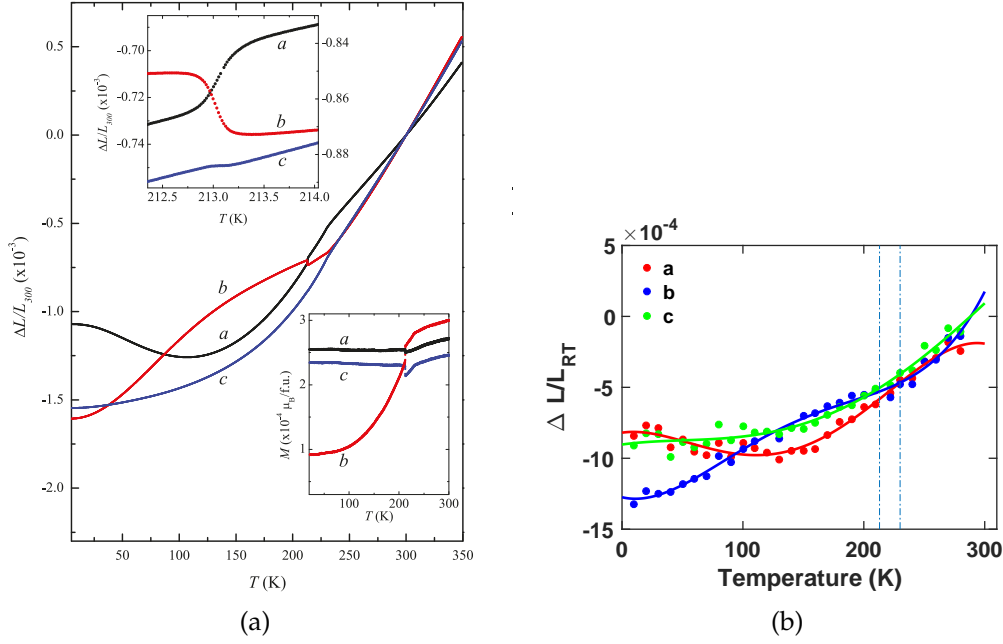 0.5
0.0
-0.5
-1.0
-1.5
-2.0
ΔL/L300 (x10-3)
50
100
150
200
250
300
350
T (K)
b
a
c
-0.70
-0.72
-0.74
ΔL/L300 (x10-3)
-0.84
-0.86
-0.88
a
b
c
212.5
213.0
213.5
214.0
T (K)
3
2
1
M (x10-4 μB/f.u.)
a
c
b
100
200
300
T (K)
(a)
×10-4
5
0
-5
-10
-15
Δ L/LRT
a
b
c
0
100
200
300
Temperature (K)
(b)